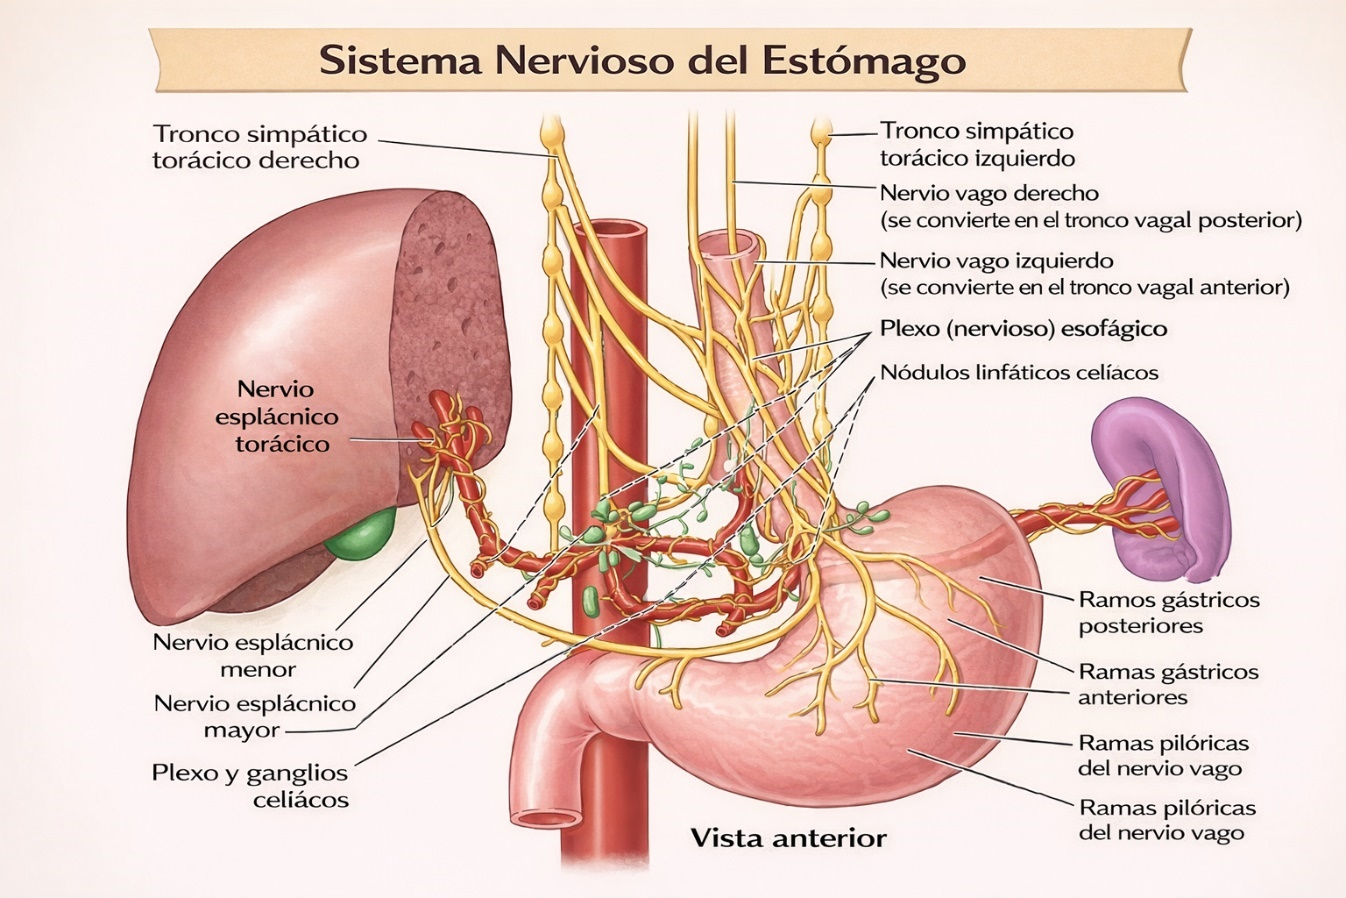 Sistema Nervioso del Estómago
Tronco simpático
torácico derecho
Nervio
esplácnico
torácico
Nervio esplácnico
menor
Nervio esplácnico
mayor
Plexo y ganglios
celíacos
Tronco simpático
torácico izquierdo
Nervio vago derecho
(se convierte en el tronco vagal posterior)
Nervio vago izquierdo
(se convierte en el tronco vagal anterior)
Plexo (nervioso) esofágico
Nódulos linfáticos celíacos
Ramos gástricos
posteriores
Ramas gástricos
anteriores
Ramas pilóricas
del nervio vago
Ramas pilóricas
del nervio vago
Vista anterior